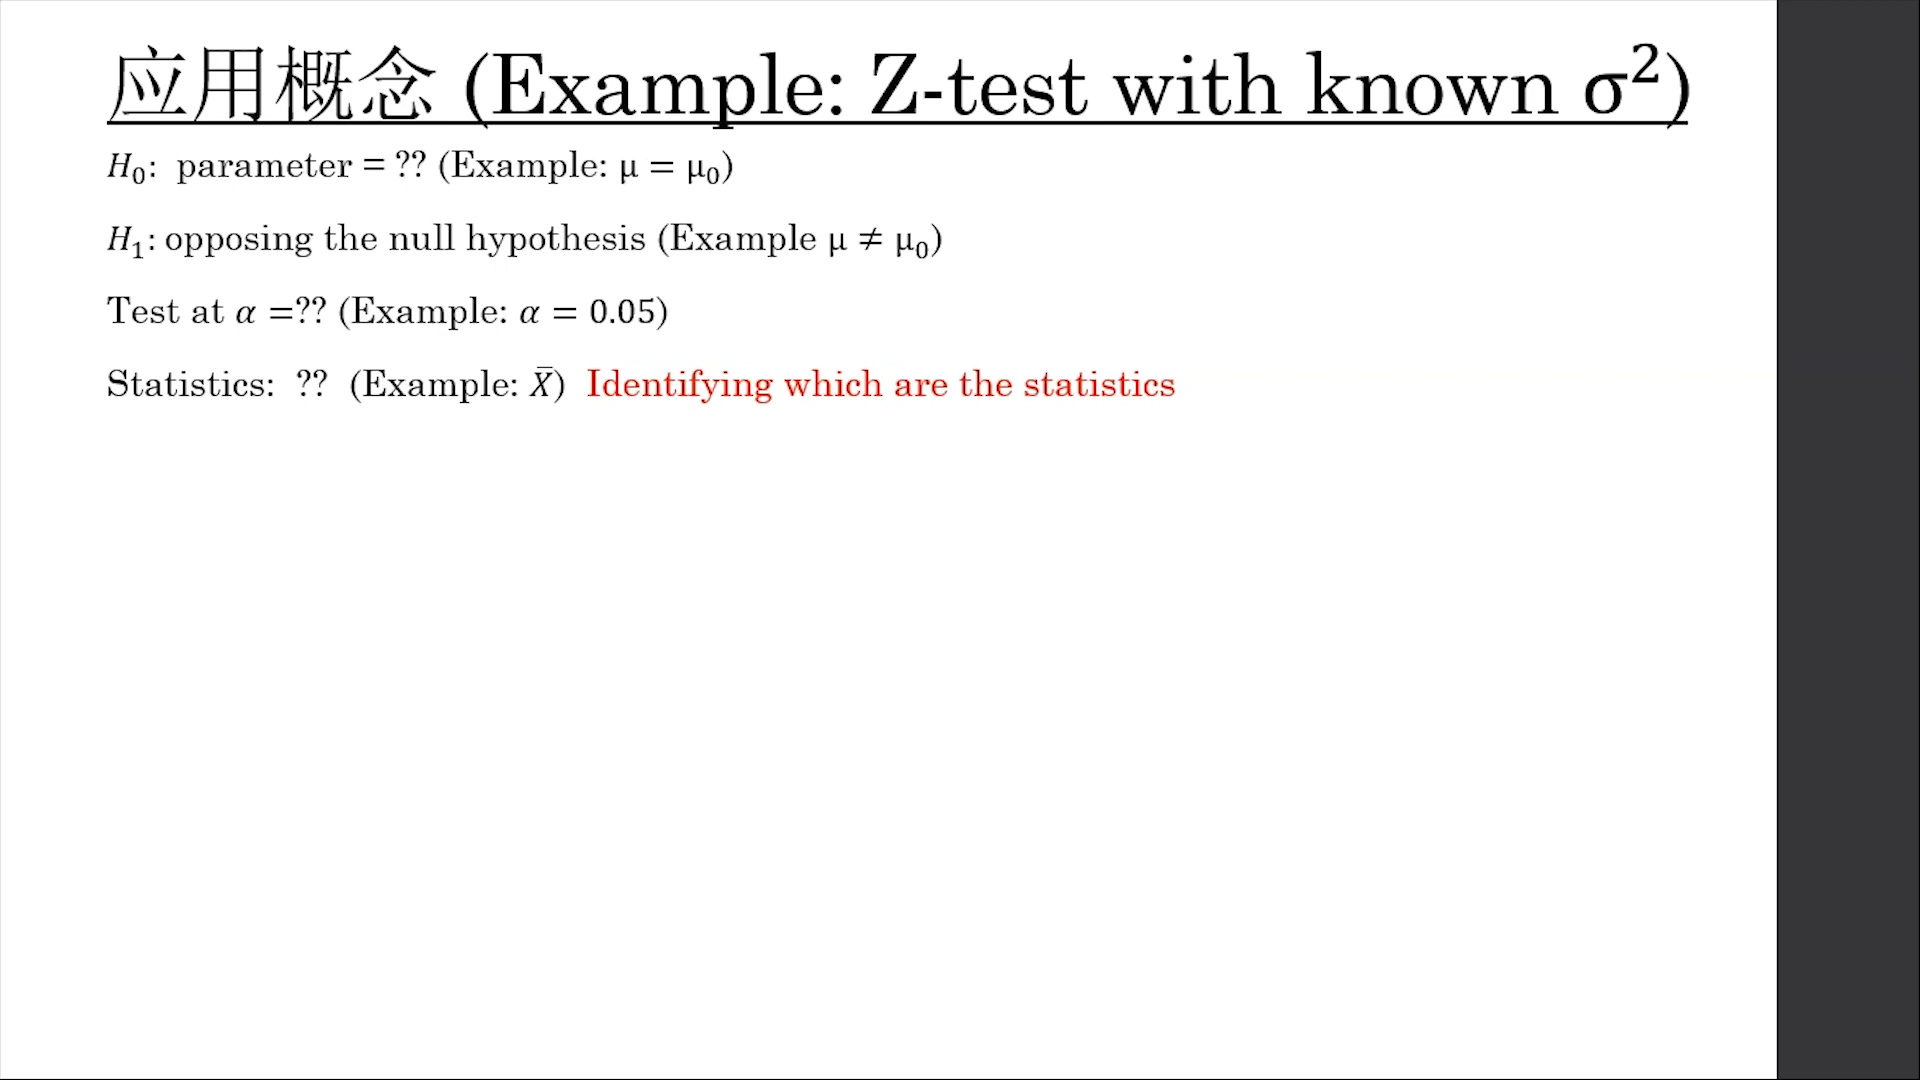 应用概念 (Example: Z-test with known σ²)
H₀: parameter = ?? (Example: μ = μ₀)
H₁: opposing the null hypothesis (Example μ ≠ μ₀)
Test at α =?? (Example: α = 0.05)
Statistics: ?? (Example: X̄) Identifying which are the statistics